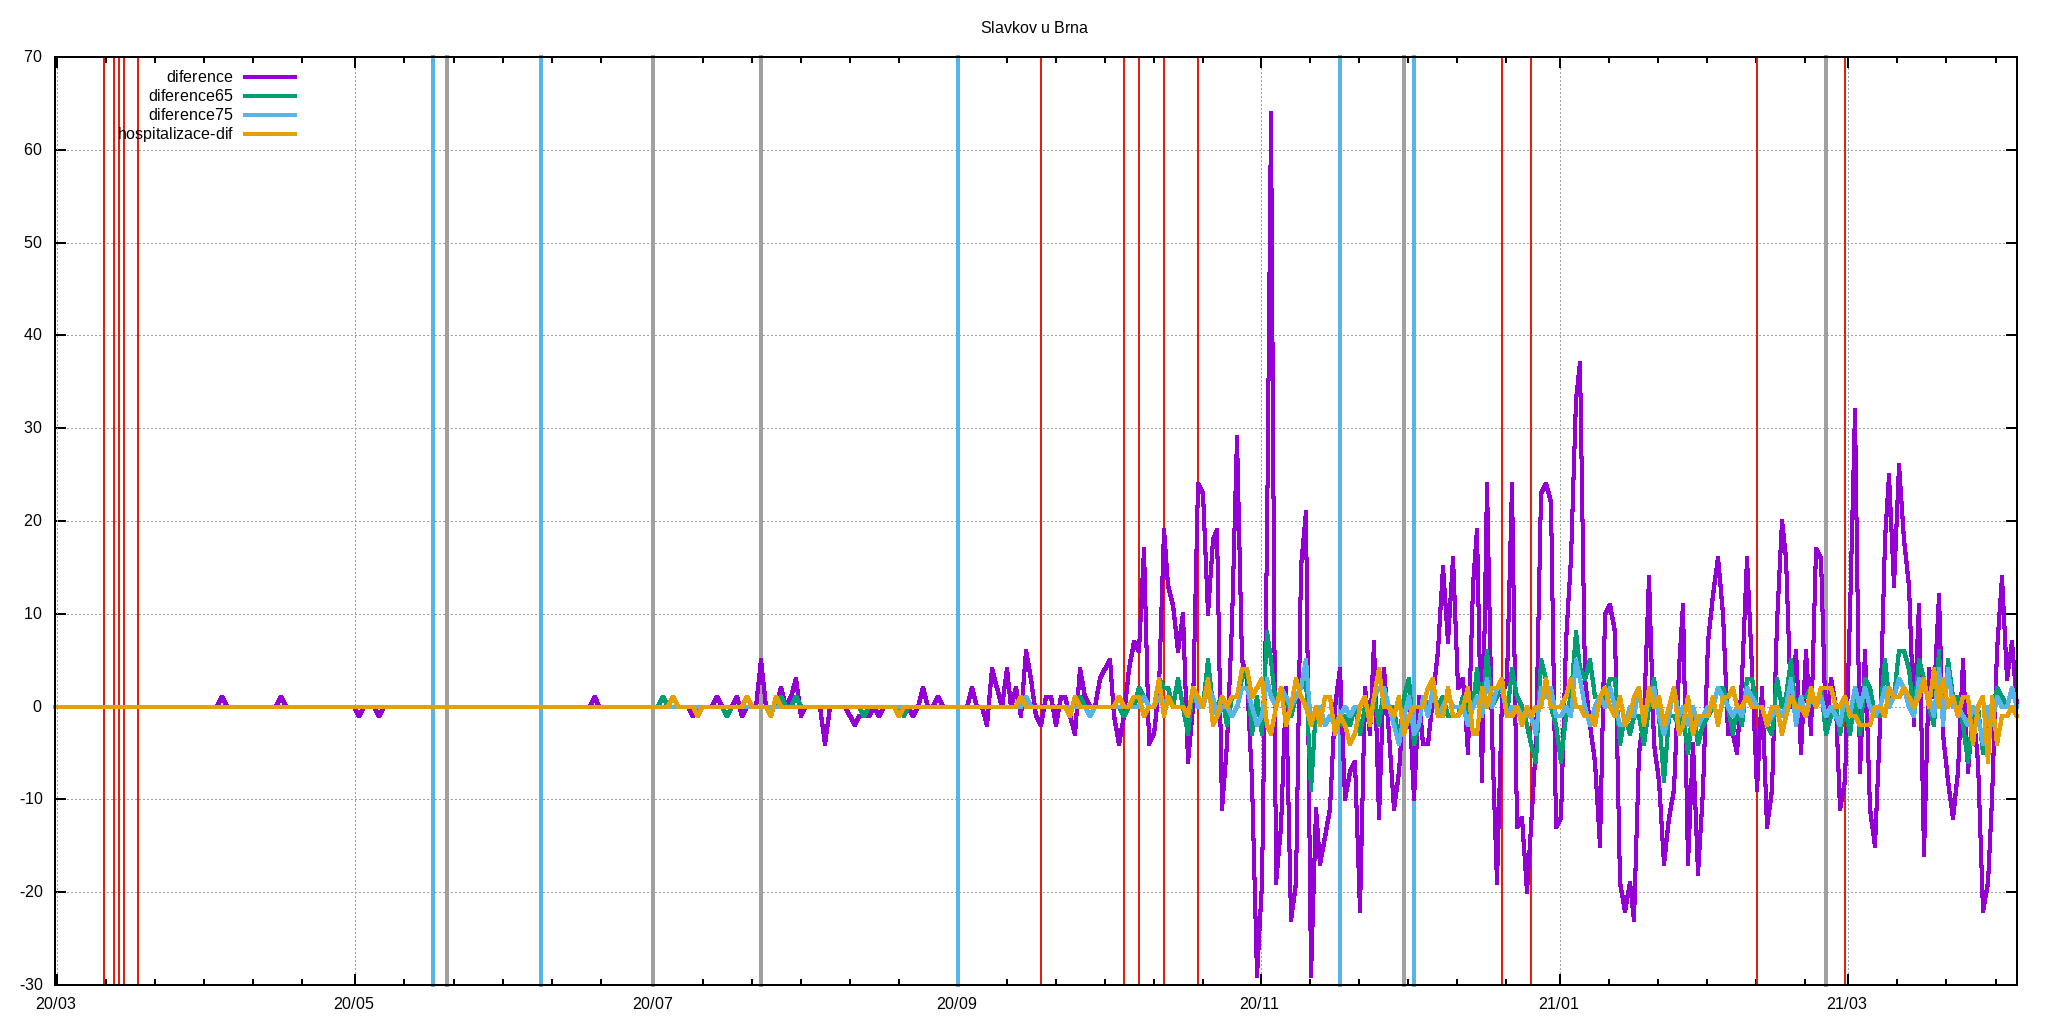 Slavkov u Brna
70
60
50
40
30
20
10
0
-10
-20
-30
diference
diference65
diference75
hospitalizace-dif
20/03 20/05 20/07 20/09 20/11 21/01 21/03